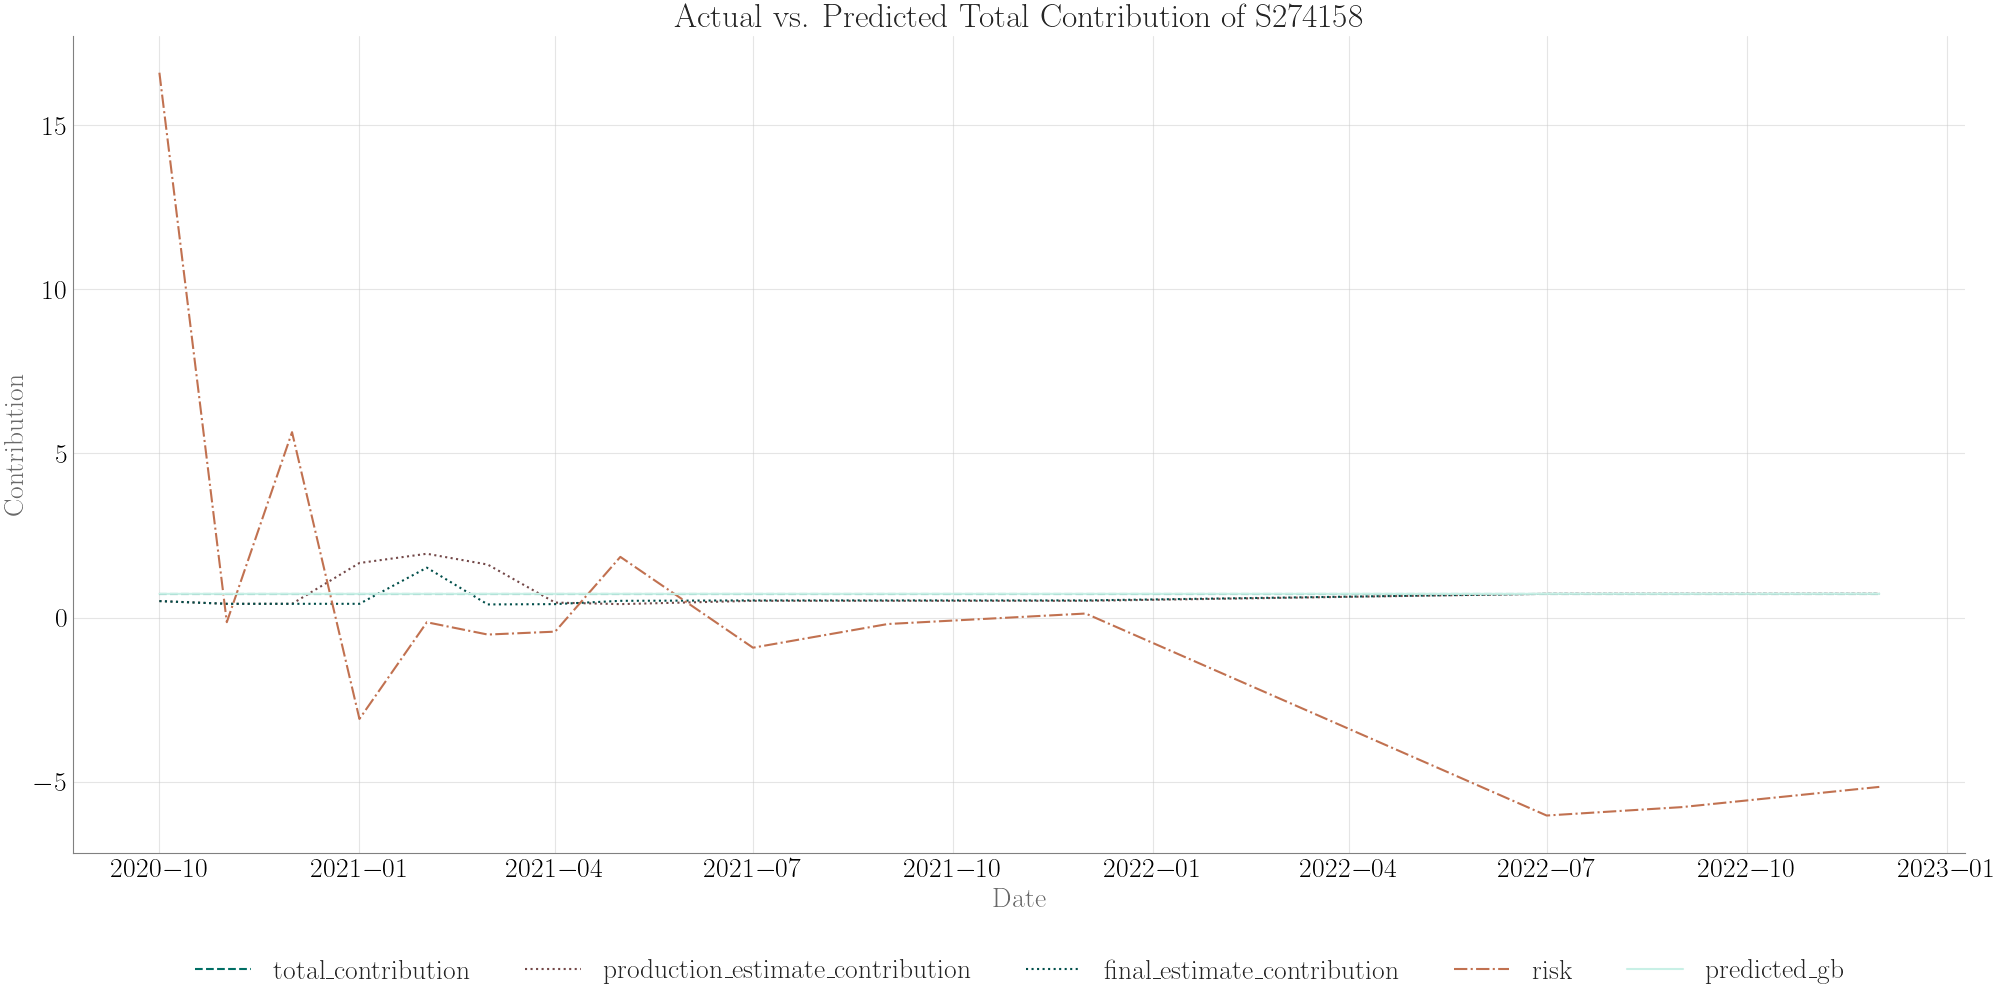 Actual vs. Predicted Total Contribution of S274158
Contribution
15
10
5
0
−5
2020−10 2021−01 2021−04 2021−07 2021−10 2022−01 2022−04 2022−07 2022−10 2023−01
Date
total_contribution production_estimate_contribution final_estimate_contribution risk predicted_gb